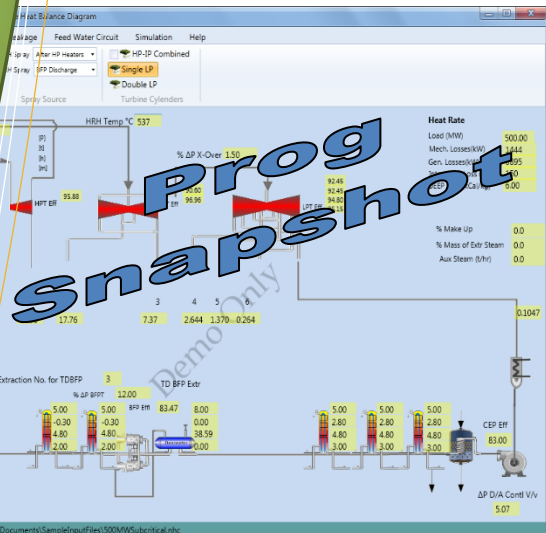 Heat Balance Diagram
eakage Feed Water Circuit Simulation Help
After HP Heaters HP-IP Combined
BFP Discharge Single LP
Double LP
Spray Source Turbine Cylenders
HRH Temp °C 537
% ΔP X-Over 1.50
Heat Rate
Load (MW) 500.00
Mech. Losses(kW) 1444
Gen. Losses(kW)
6.00
[P]
[t]
[h]
[m]
HPT Eff 95.88
90.60
96.96
LPT Eff
92.45
92.45
94.80
Prog
Snapshot
% Make Up 0.0
% Mass of Extr Steam 0.0
Aux Steam (t/hr) 0.0
3 4 5 6
17.76 7.37 2.644 1.370 0.264
0.1047
Demo Only
Extraction No. for TDBFP 3
% ΔP BFPT 12.00
TD BFP Extr
BFP Effi 83.47
5.00 5.00 8.00 5.00 5.00 5.00
-0.30 -0.30 0.00 2.80 2.80 2.80
4.80 4.80 38.59 4.80 4.80 4.80
2.00 2.00 0.00 3.00 3.00 3.00
CEP Eff
83.00
ΔP D/A Contl V/v
5.07
Documents\SampleInputFiles\500MWSubcritical.nhc